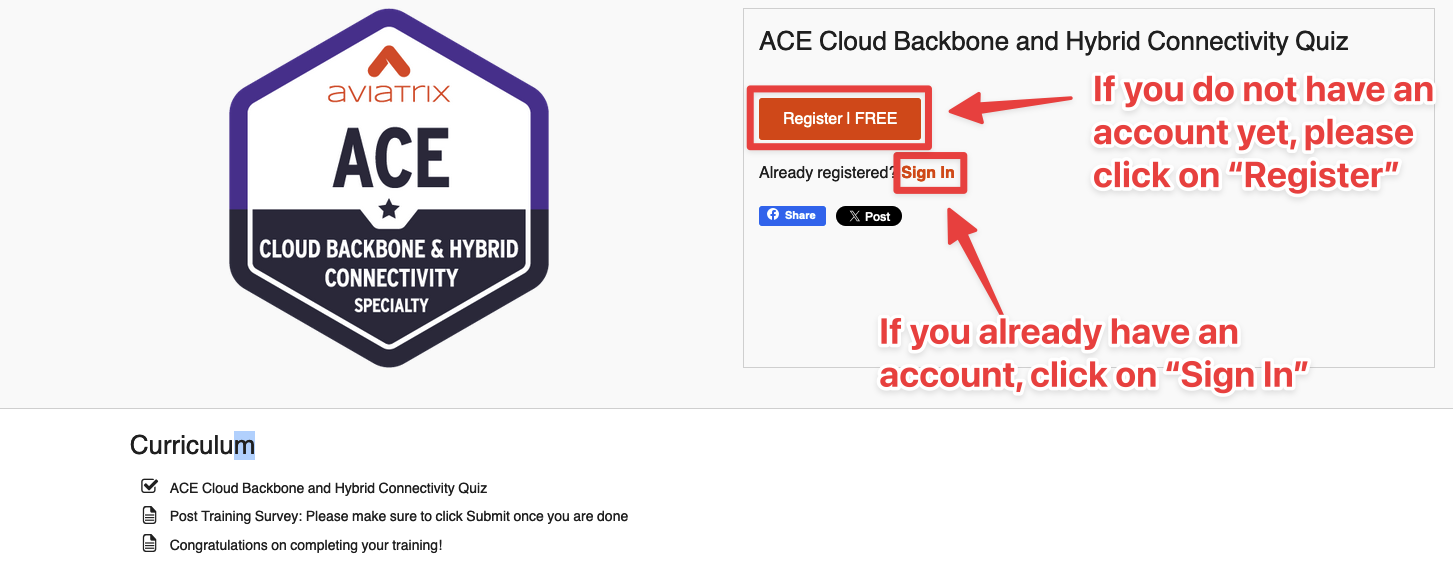 aviatrix
ACE
CLOUD BACKBONE & HYBRID
CONNECTIVITY
SPECIALTY
ACE Cloud Backbone and Hybrid Connectivity Quiz
Register | FREE
If you do not have an
account yet, please
click on “Register”
Already registered? Sign In
Share
Post
If you already have an
account, click on “Sign In”
Curriculum
ACE Cloud Backbone and Hybrid Connectivity Quiz
Post Training Survey: Please make sure to click Submit once you are done
Congratulations on completing your training!